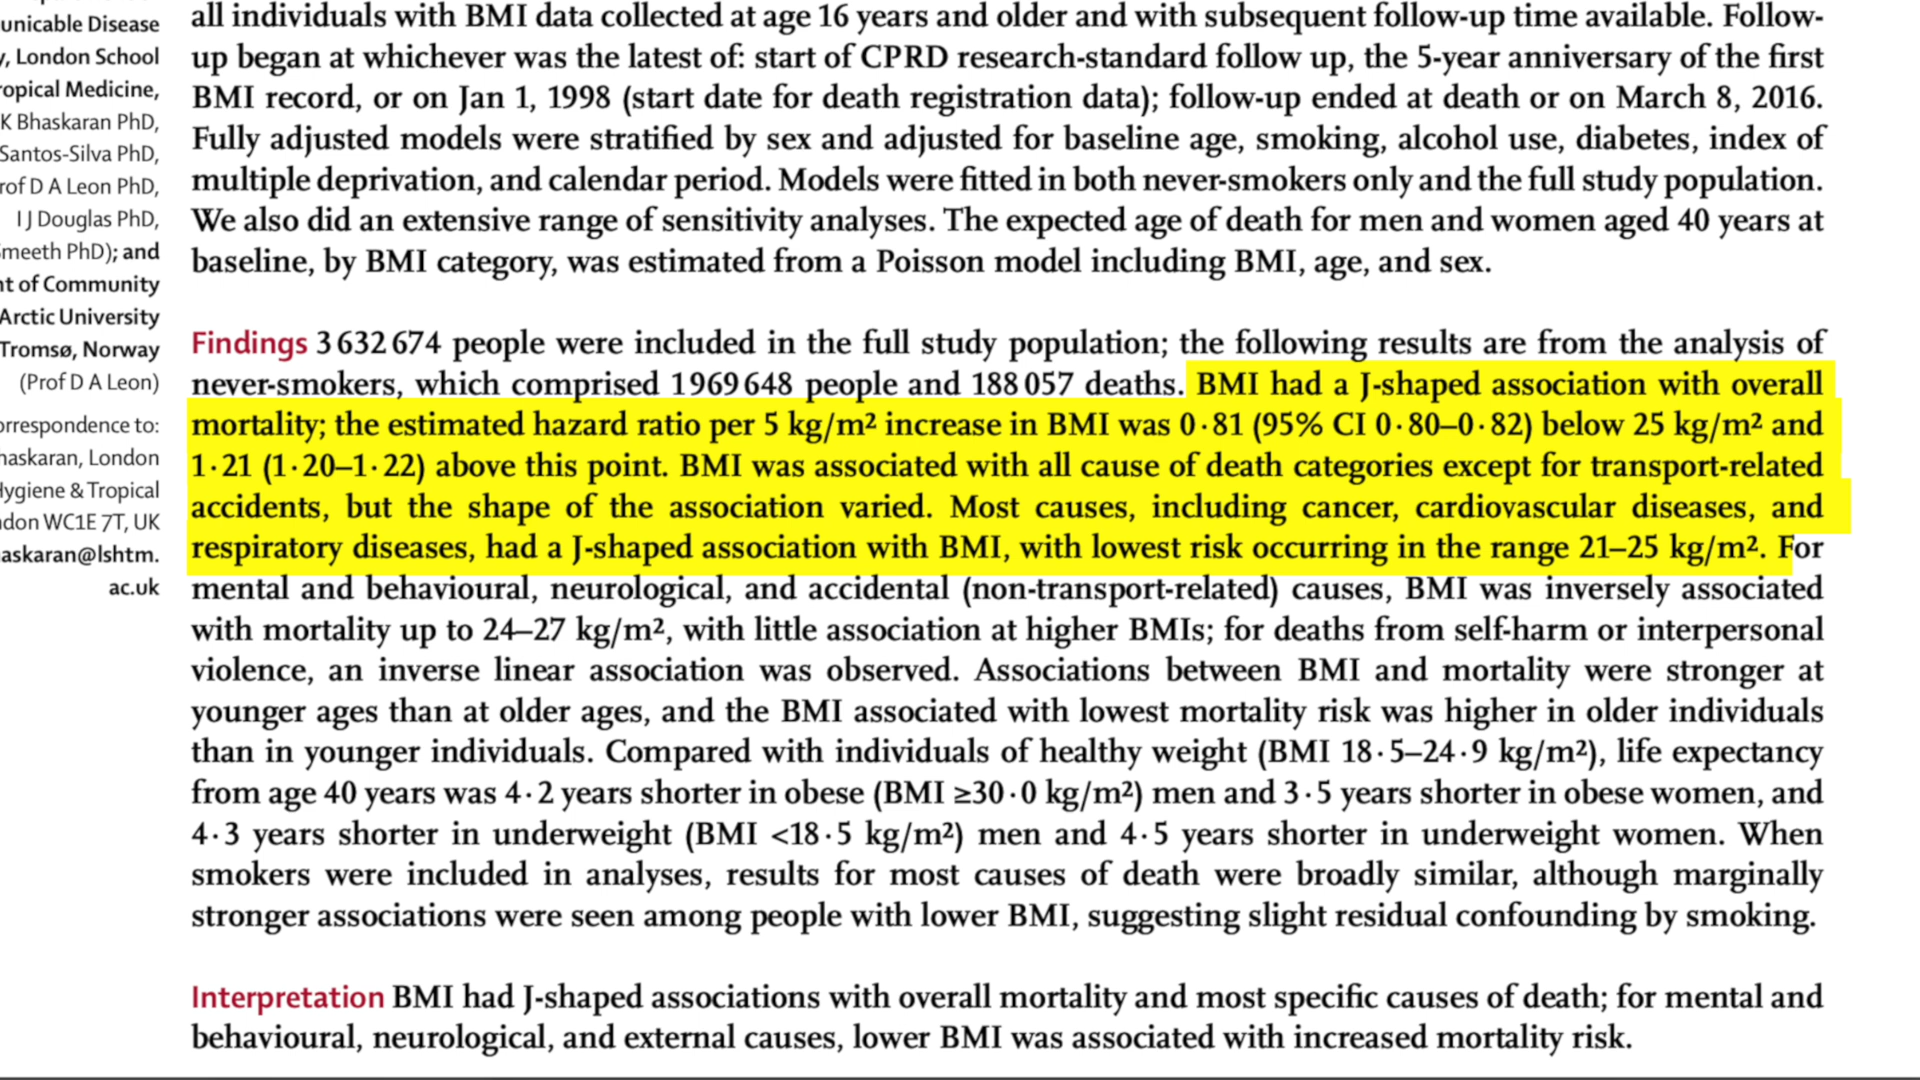 unicable Disease
, London School
ropical Medicine,
K Bhaskaran PhD,
Santos-Silva PhD,
rof D A Leon PhD,
I J Douglas PhD,
meeth PhD); and
nt of Community
Arctic University
Tromsø, Norway
(Prof D A Leon)
orrespondence to:
haskaran, London
Hygiene & Tropical
ndon WC1E 7T, UK
askaran@lshtm.
ac.uk
all individuals with BMI data collected at age 16 years and older and with subsequent follow-up time available. Follow-
up began at whichever was the latest of: start of CPRD research-standard follow up, the 5-year anniversary of the first
BMI record, or on Jan 1, 1998 (start date for death registration data); follow-up ended at death or on March 8, 2016.
Fully adjusted models were stratified by sex and adjusted for baseline age, smoking, alcohol use, diabetes, index of
multiple deprivation, and calendar period. Models were fitted in both never-smokers only and the full study population.
We also did an extensive range of sensitivity analyses. The expected age of death for men and women aged 40 years at
baseline, by BMI category, was estimated from a Poisson model including BMI, age, and sex.
Findings 3 632 674 people were included in the full study population; the following results are from the analysis of
never-smokers, which comprised 1 969 648 people and 188 057 deaths. BMI had a J-shaped association with overall
mortality; the estimated hazard ratio per 5 kg/m² increase in BMI was 0·81 (95% CI 0·80–0·82) below 25 kg/m² and
1·21 (1·20–1·22) above this point. BMI was associated with all cause of death categories except for transport-related
accidents, but the shape of the association varied. Most causes, including cancer, cardiovascular diseases, and
respiratory diseases, had a J-shaped association with BMI, with lowest risk occurring in the range 21–25 kg/m². For
mental and behavioural, neurological, and accidental (non-transport-related) causes, BMI was inversely associated
with mortality up to 24–27 kg/m², with little association at higher BMIs; for deaths from self-harm or interpersonal
violence, an inverse linear association was observed. Associations between BMI and mortality were stronger at
younger ages than at older ages, and the BMI associated with lowest mortality risk was higher in older individuals
than in younger individuals. Compared with individuals of healthy weight (BMI 18·5–24·9 kg/m²), life expectancy
from age 40 years was 4·2 years shorter in obese (BMI ≥30·0 kg/m²) men and 3·5 years shorter in obese women, and
4·3 years shorter in underweight (BMI <18·5 kg/m²) men and 4·5 years shorter in underweight women. When
smokers were included in analyses, results for most causes of death were broadly similar, although marginally
stronger associations were seen among people with lower BMI, suggesting slight residual confounding by smoking.
Interpretation BMI had J-shaped associations with overall mortality and most specific causes of death; for mental and
behavioural, neurological, and external causes, lower BMI was associated with increased mortality risk.